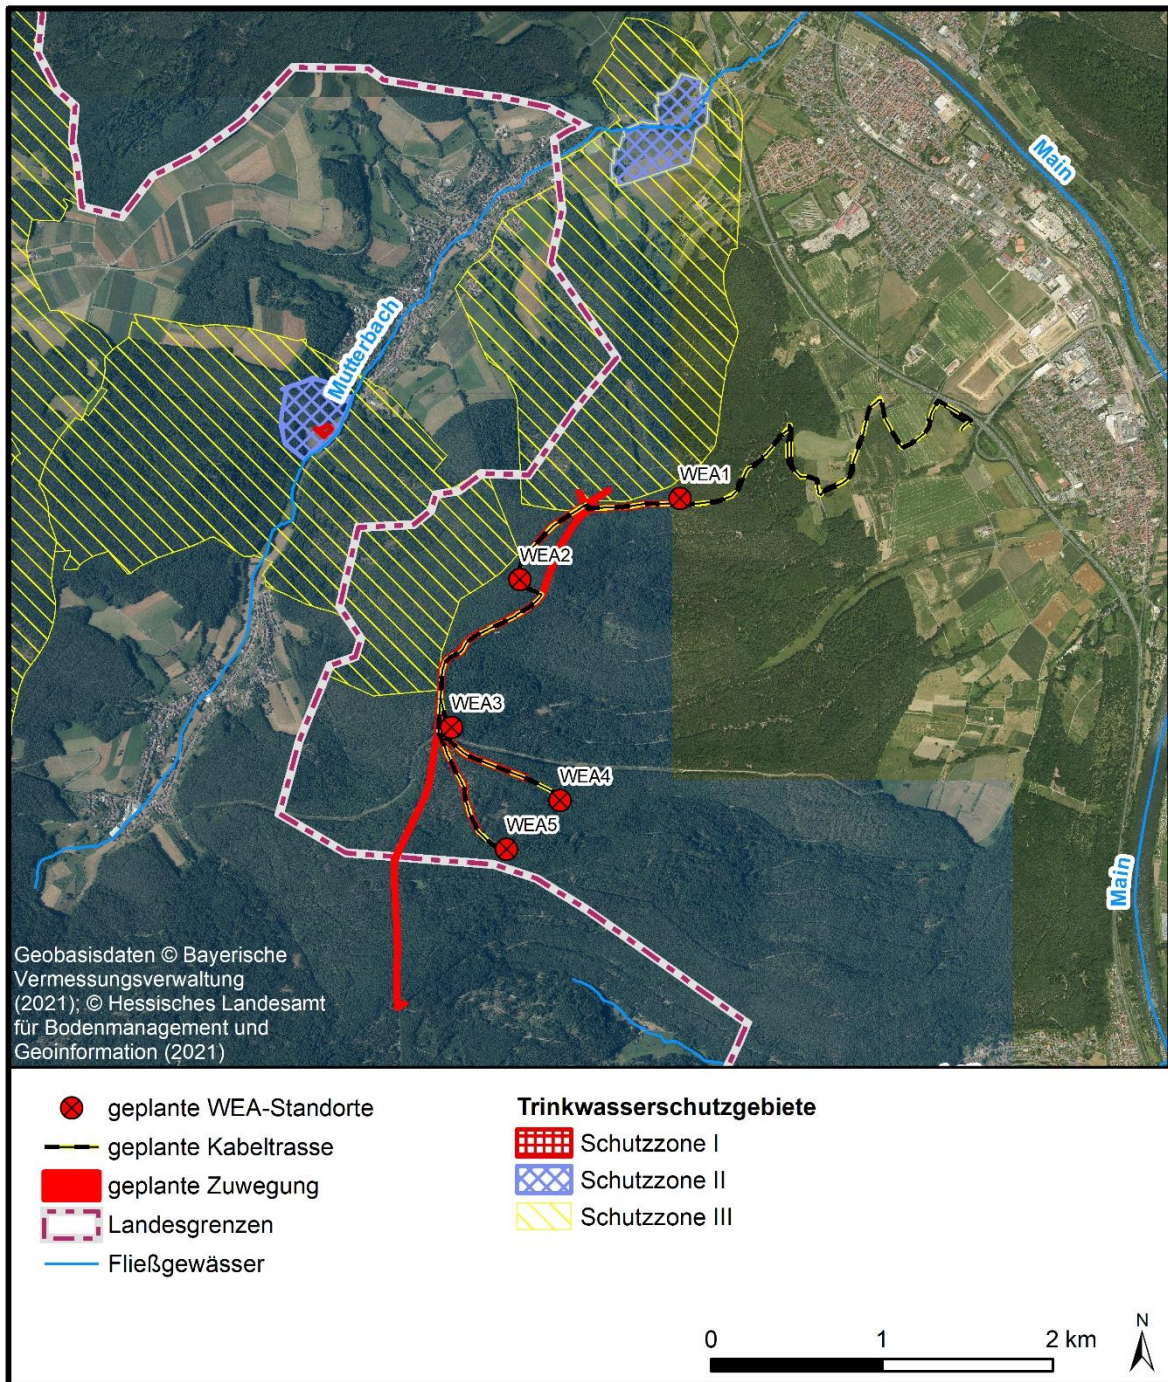 Main
Mutterbach
WEA1
WEA2
WEA3
WEA4
WEA5
Main
Geobasisdaten © Bayerische
Vermessungsverwaltung
(2021); © Hessisches Landesamt
für Bodenmanagement und
Geoinformation (2021)
geplante WEA-Standorte
geplante Kabeltrasse
geplante Zuwegung
Landesgrenzen
Fließgewässer
Trinkwasserschutzgebiete
Schutzzone I
Schutzzone II
Schutzzone III
0 1 2 km
N